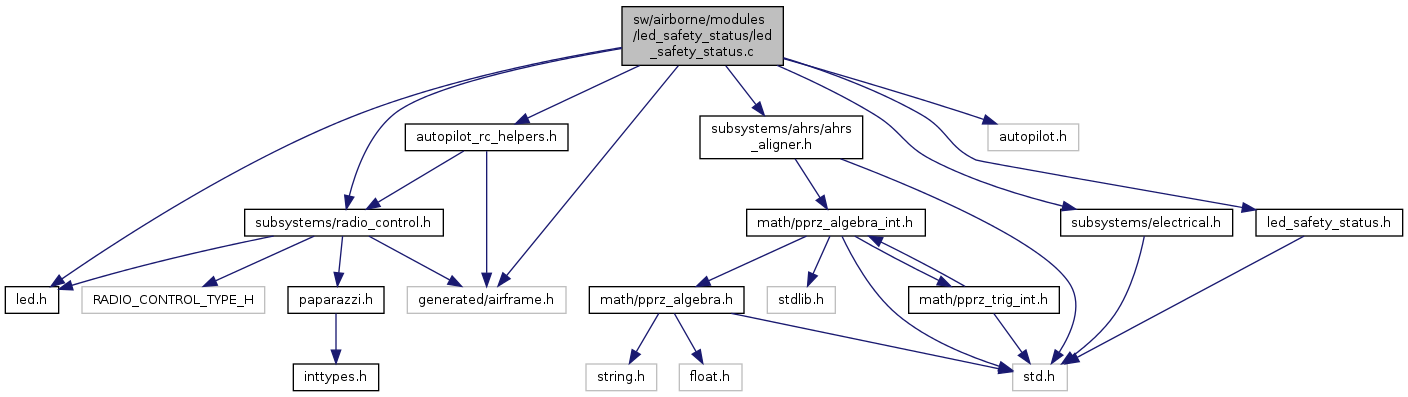 sw/airborne/modules
/led_safety_status/led
_safety_status.c
autopilot_rc_helpers.h
subsystems/ahrs/ahrs
_aligner.h
autopilot.h
subsystems/radio_control.h
math/pprz_algebra_int.h
subsystems/electrical.h
led_safety_status.h
led.h
RADIO_CONTROL_TYPE_H
paparazzi.h
generated/airframe.h
math/pprz_algebra.h
stdlib.h
math/pprz_trig_int.h
inttypes.h
string.h
float.h
std.h